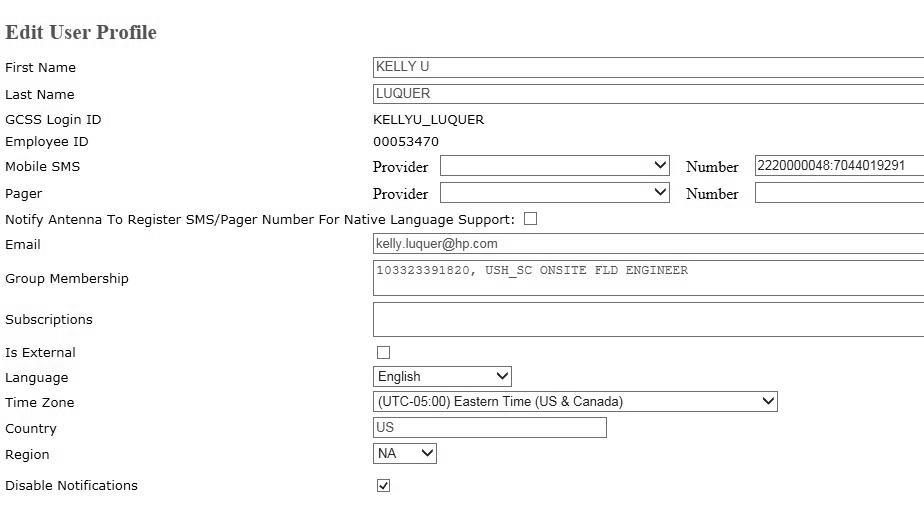 Edit User Profile
First Name KELLY U
Last Name LUQUER
GCSS Login ID KELLYU_LUQUER
Employee ID 00053470
Mobile SMS Provider Number 2220000048:7044019291
Pager Provider Number
Notify Antenna To Register SMS/Pager Number For Native Language Support:
Email kelly.luquer@hp.com
Group Membership 103323391820, USH_SC ONSITE FLD ENGINEER
Subscriptions
Is External
Language English
Time Zone (UTC-05:00) Eastern Time (US & Canada)
Country US
Region NA
Disable Notifications